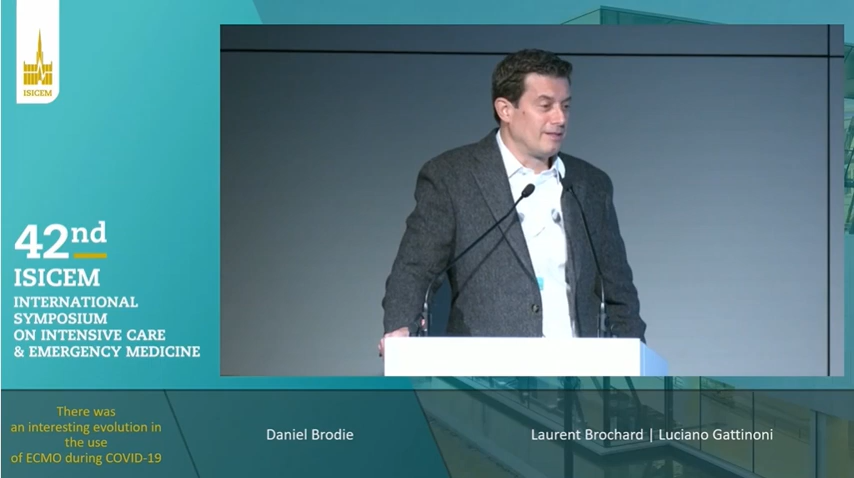 ISICEM
42nd
ISICEM
INTERNATIONAL
SYMPOSIUM
ON INTENSIVE CARE
& EMERGENCY MEDICINE
There was
an interesting evolution in
the use
of ECMO during COVID-19
Daniel Brodie
Laurent Brochard | Luciano Gattinoni